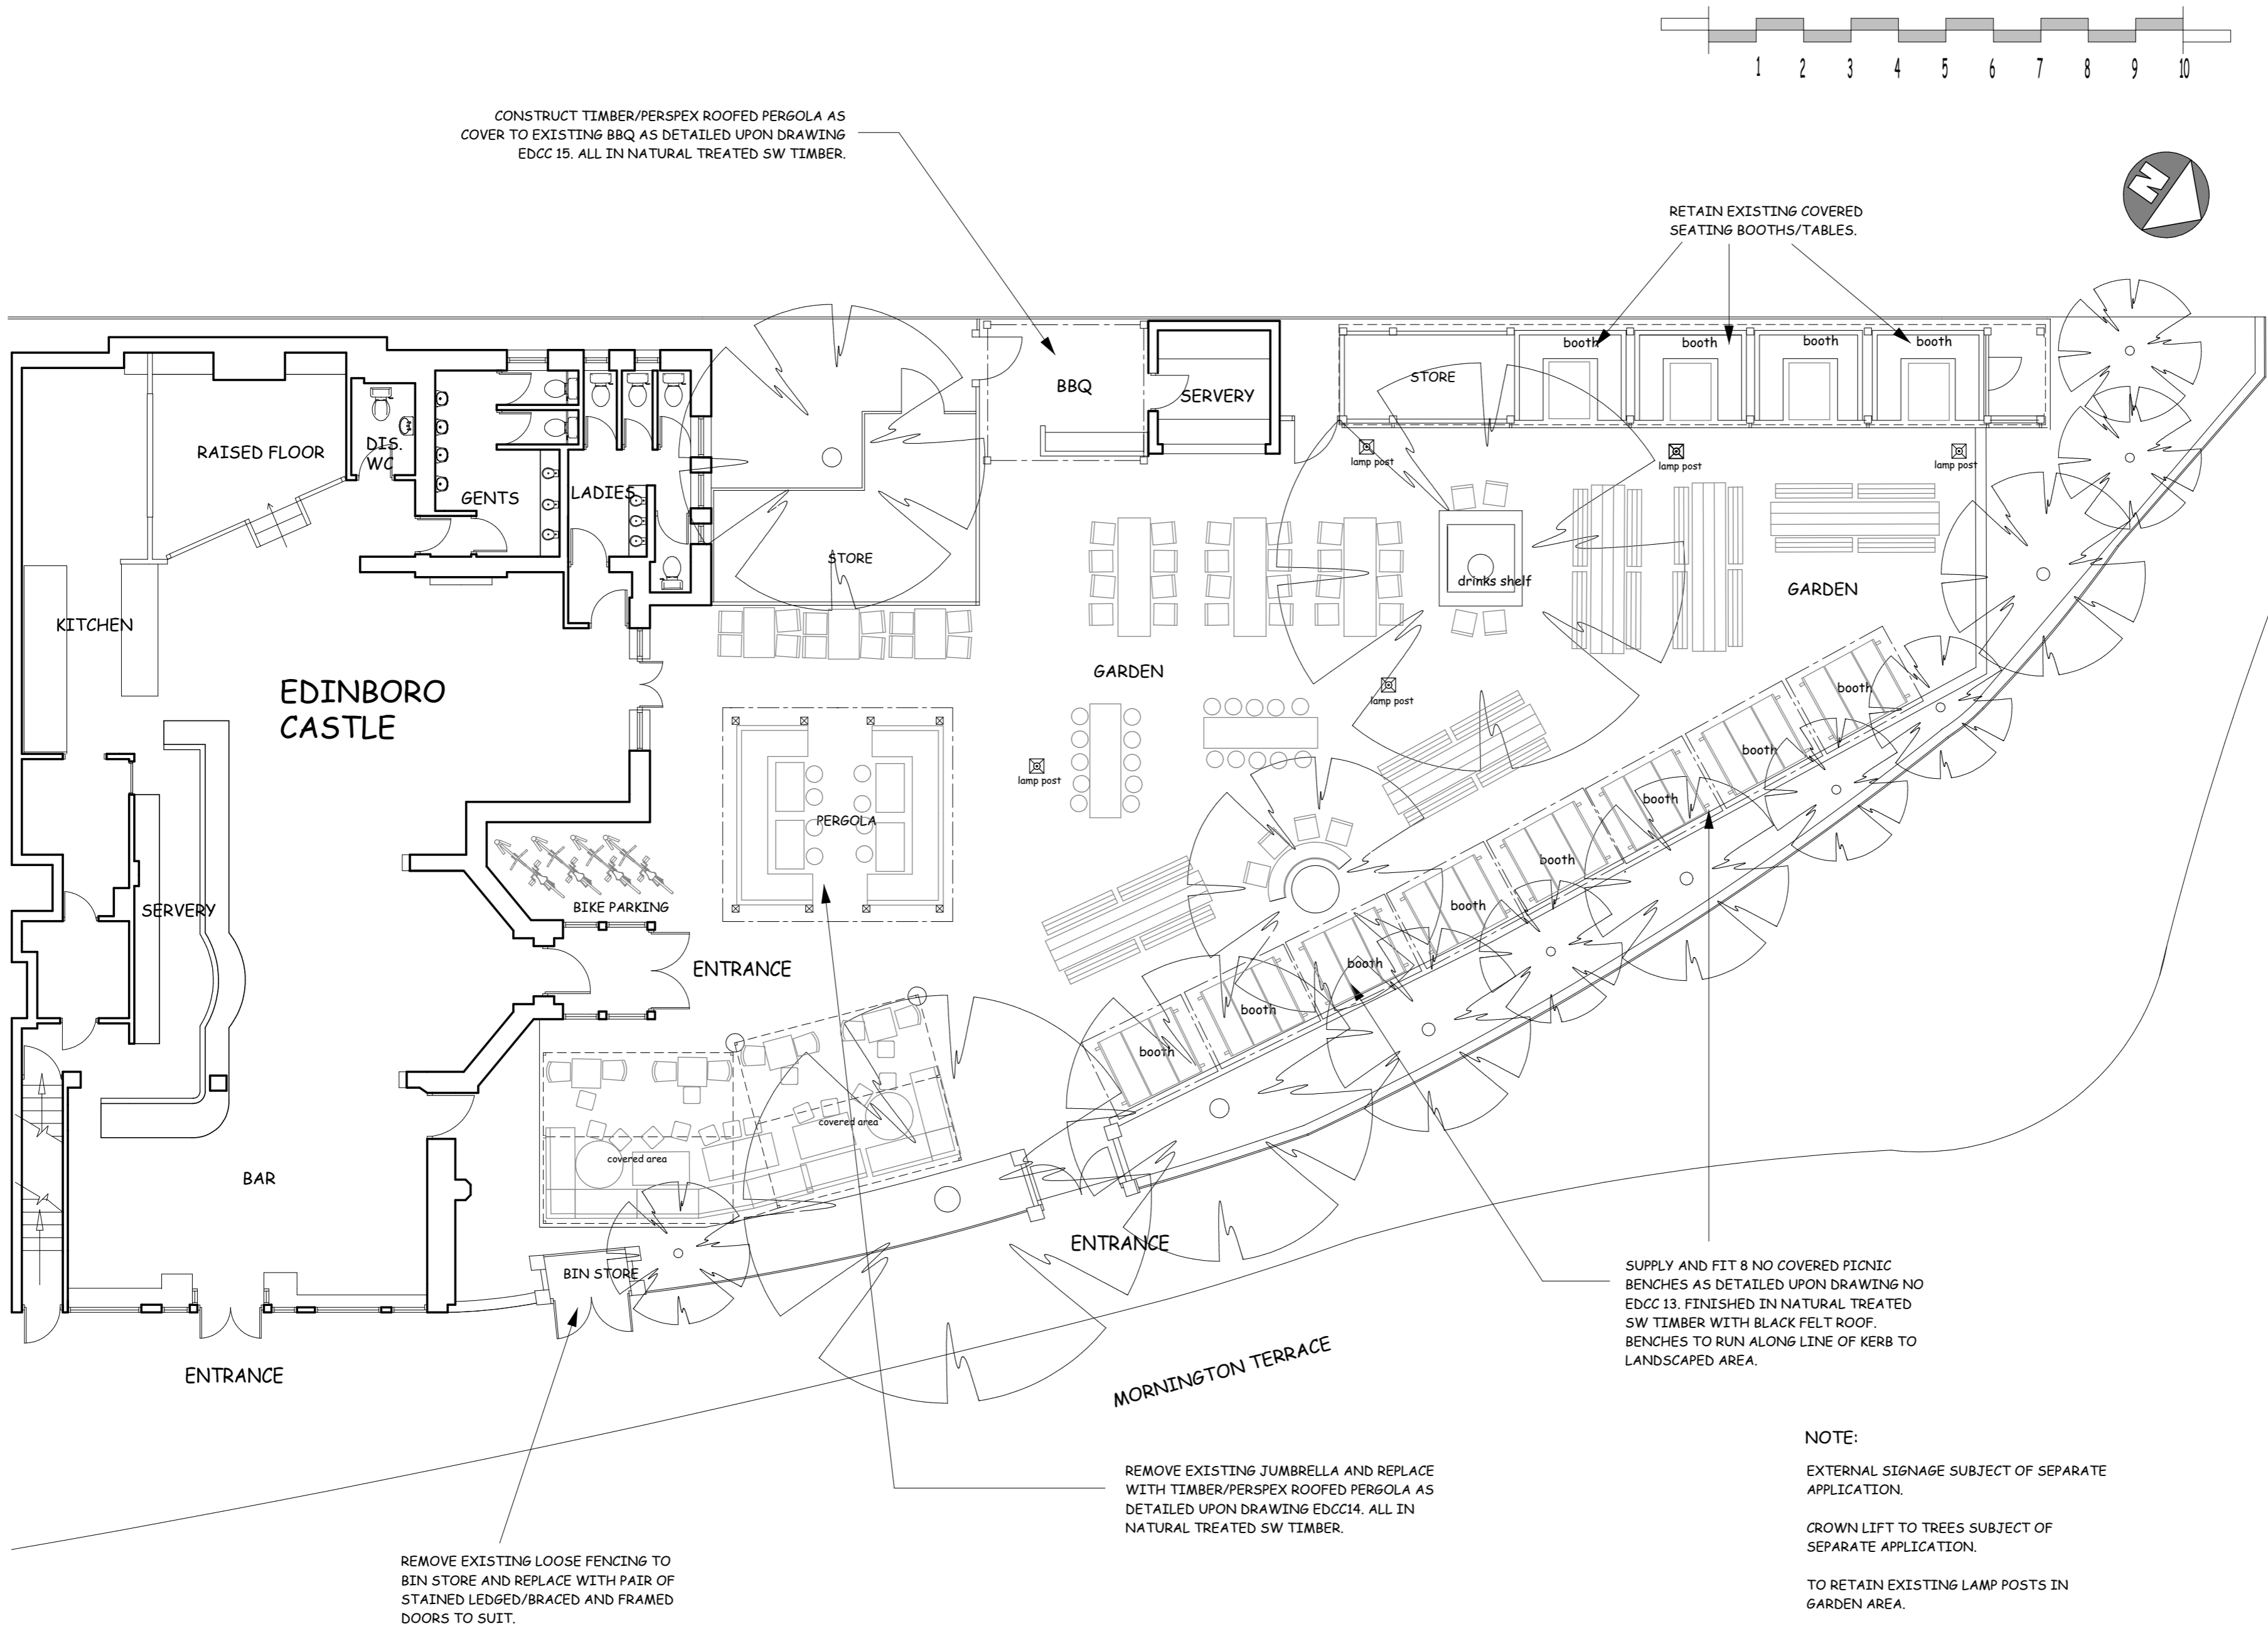 1 2 3 4 5 6 7 8 9 10
CONSTRUCT TIMBER/PERSPEX ROOFED PERGOLA AS
COVER TO EXISTING BBQ AS DETAILED UPON DRAWING
EDCC 15. ALL IN NATURAL TREATED SW TIMBER.
N
RETAIN EXISTING COVERED
SEATING BOOTHS/TABLES.
booth
booth
booth
booth
STORE
BBQ
SERVERY
RAISED FLOOR
DIS.
WC
GENTS
LADIES
lamp post
lamp post
lamp post
STORE
drinks shelf
GARDEN
KITCHEN
GARDEN
EDINBORO
CASTLE
lamp post
booth
booth
lamp post
booth
PERGOLA
booth
BIKE PARKING
SERVERY
booth
ENTRANCE
booth
booth
booth
covered area
covered area
BAR
ENTRANCE
BIN STORE
SUPPLY AND FIT 8 NO COVERED PICNIC
BENCHES AS DETAILED UPON DRAWING NO
EDCC 13. FINISHED IN NATURAL TREATED
SW TIMBER WITH BLACK FELT ROOF.
BENCHES TO RUN ALONG LINE OF KERB TO
LANDSCAPED AREA.
ENTRANCE
MORNINGTON TERRACE
REMOVE EXISTING JUMBRELLA AND REPLACE
WITH TIMBER/PERSPEX ROOFED PERGOLA AS
DETAILED UPON DRAWING EDCC14. ALL IN
NATURAL TREATED SW TIMBER.
REMOVE EXISTING LOOSE FENCING TO
BIN STORE AND REPLACE WITH PAIR OF
STAINED LEDGED/BRACED AND FRAMED
DOORS TO SUIT.
NOTE:
EXTERNAL SIGNAGE SUBJECT OF SEPARATE
APPLICATION.
CROWN LIFT TO TREES SUBJECT OF
SEPARATE APPLICATION.
TO RETAIN EXISTING LAMP POSTS IN
GARDEN AREA.